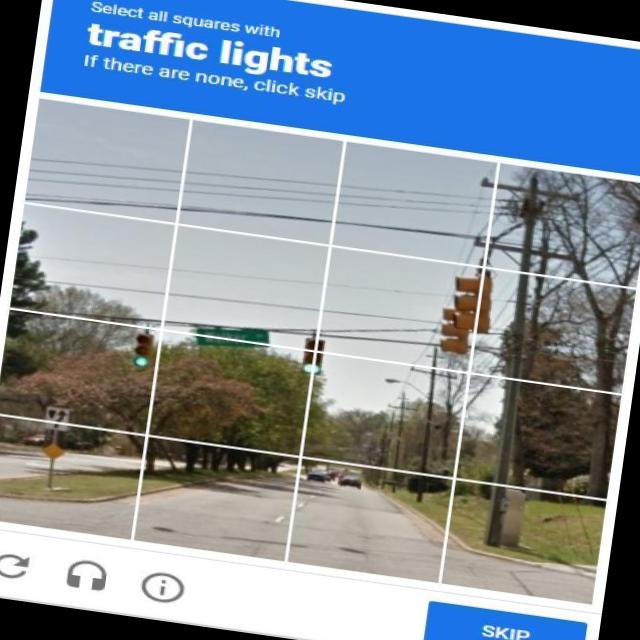 Select all squares with
traffic lights
If there are none, click skip
SKIP